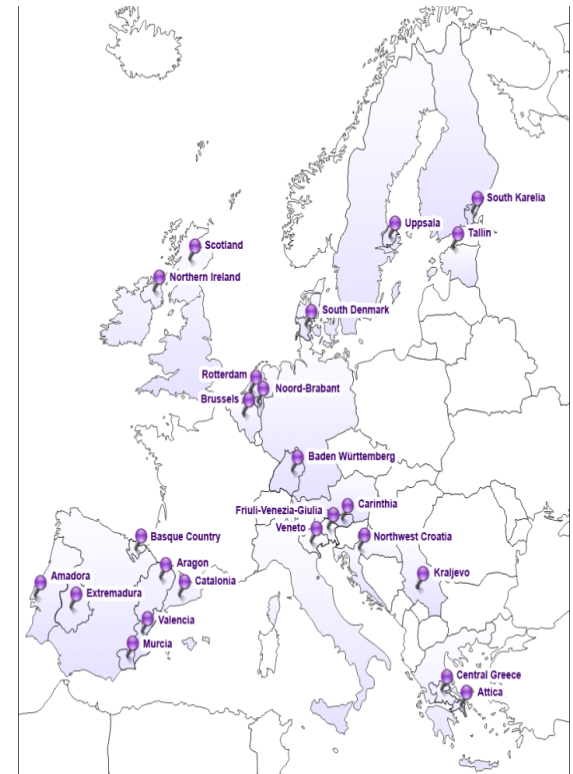 South Karelia
Uppsala
Tallin
Scotland
Northern Ireland
South Denmark
Rotterdam
Noord-Brabant
Brussels
Baden Württemberg
Carinthia
Friuli-Venezia-Giulia
Veneto
Northwest Croatia
Basque Country
Aragon
Kraljevo
Amadora
Catalonia
Extremadura
Valencia
Murcia
Central Greece
Attica